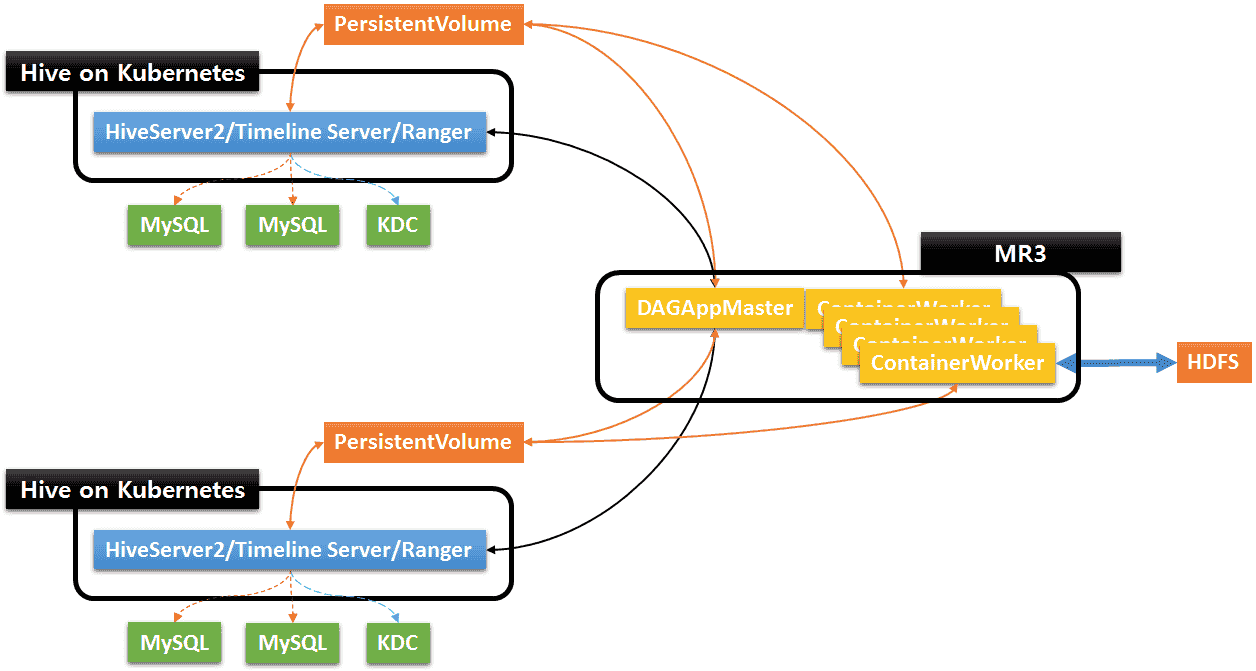 PersistentVolume
Hive on Kubernetes
HiveServer2/Timeline Server/Ranger
MySQL
MySQL
KDC
MR3
DAGAppMaster
ContainerWorker
ContainerWorker
ContainerWorker
ContainerWorker
HDFS
PersistentVolume
Hive on Kubernetes
HiveServer2/Timeline Server/Ranger
MySQL
MySQL
KDC